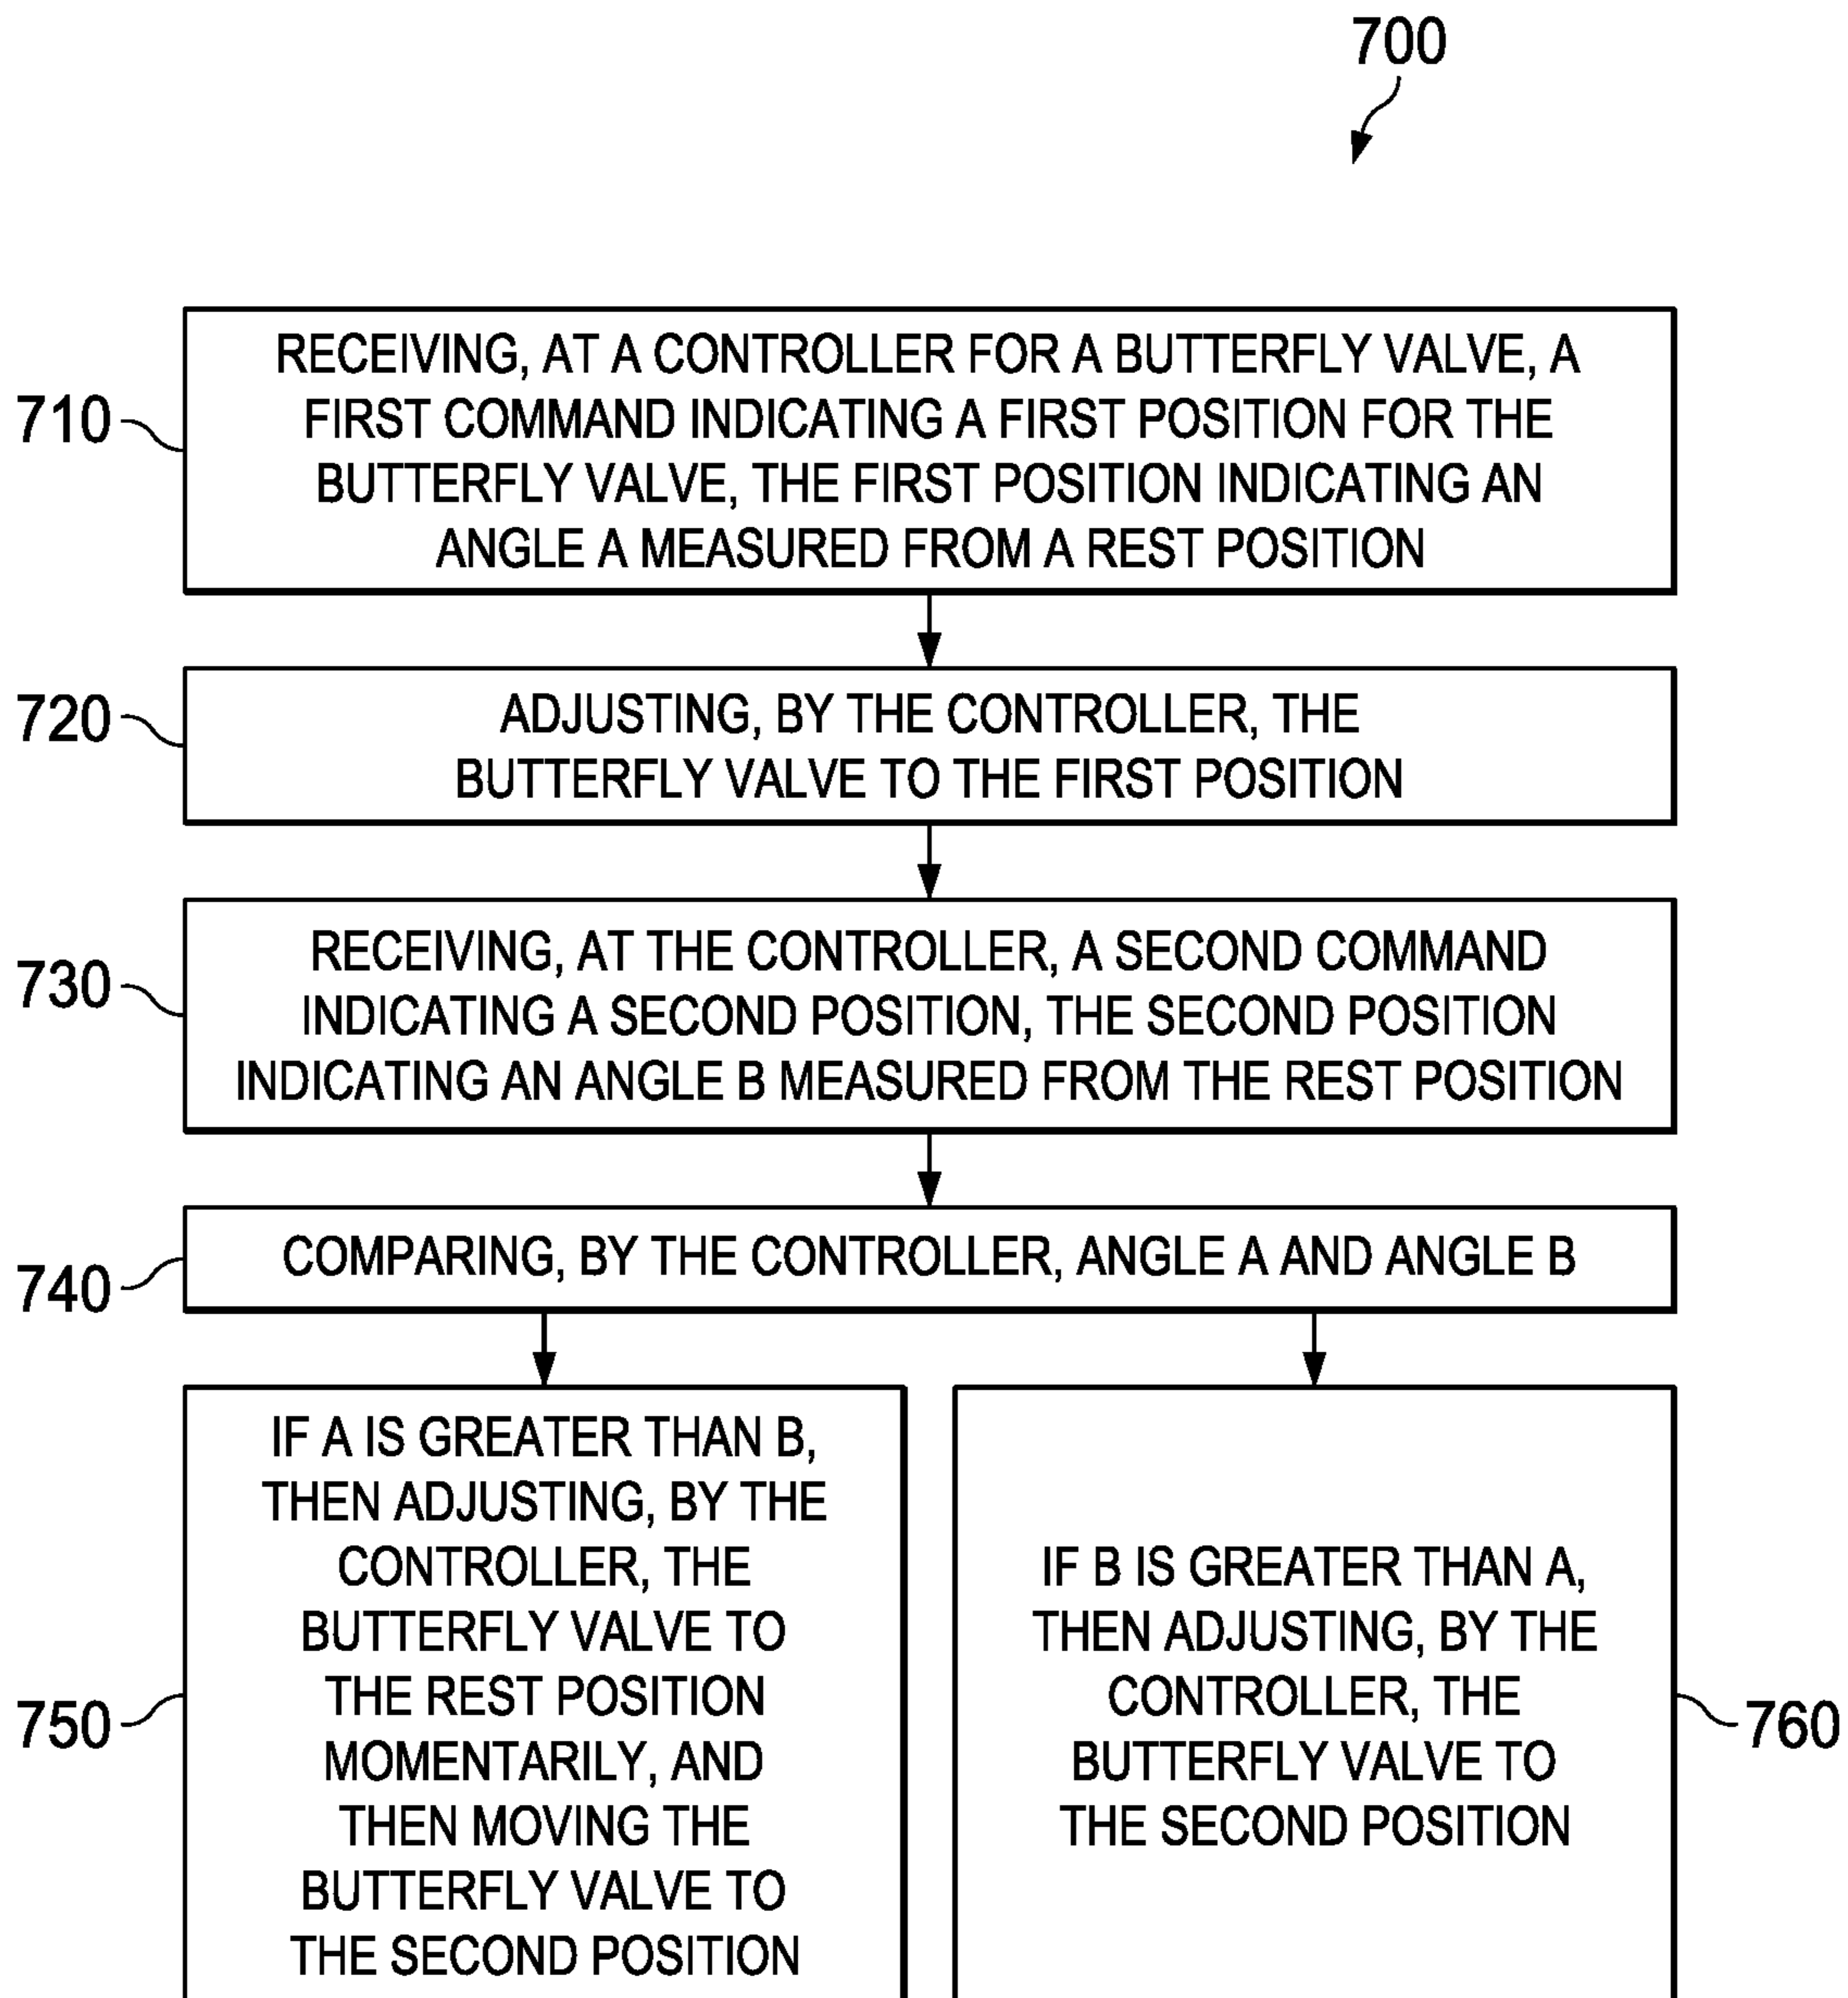 700
710
RECEIVING, AT A CONTROLLER FOR A BUTTERFLY VALVE, A
FIRST COMMAND INDICATING A FIRST POSITION FOR THE
BUTTERFLY VALVE, THE FIRST POSITION INDICATING AN
ANGLE A MEASURED FROM A REST POSITION
720
ADJUSTING, BY THE CONTROLLER, THE
BUTTERFLY VALVE TO THE FIRST POSITION
730
RECEIVING, AT THE CONTROLLER, A SECOND COMMAND
INDICATING A SECOND POSITION, THE SECOND POSITION
INDICATING AN ANGLE B MEASURED FROM THE REST POSITION
740
COMPARING, BY THE CONTROLLER, ANGLE A AND ANGLE B
750
IF A IS GREATER THAN B,
THEN ADJUSTING, BY THE
CONTROLLER, THE
BUTTERFLY VALVE TO
THE REST POSITION
MOMENTARILY, AND
THEN MOVING THE
BUTTERFLY VALVE TO
THE SECOND POSITION
IF B IS GREATER THAN A,
THEN ADJUSTING, BY THE
CONTROLLER, THE
BUTTERFLY VALVE TO
THE SECOND POSITION
760